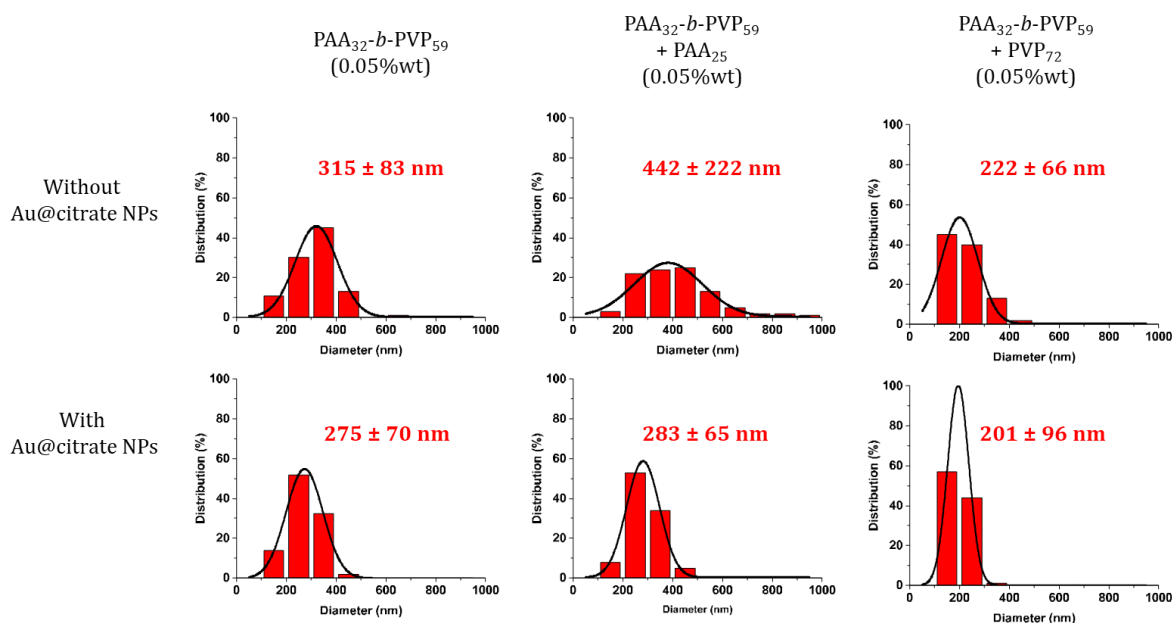 PAA₃₂-b-PVP₅₉
(0.05%wt)
PAA₃₂-b-PVP₅₉
+ PAA₂₅
(0.05%wt)
PAA₃₂-b-PVP₅₉
+ PVP₇₂
(0.05%wt)
Without
Au@citrate NPs
Distribution (%)
100
80
60
40
20
0
315 ± 83 nm
0 200 400 600 800 1000
Diameter (nm)
Distribution (%)
100
80
60
40
20
0
442 ± 222 nm
0 200 400 600 800 1000
Diameter (nm)
Distribution (%)
100
80
60
40
20
0
222 ± 66 nm
0 200 400 600 800 1000
Diameter (nm)
With
Au@citrate NPs
Distribution (%)
100
80
60
40
20
0
275 ± 70 nm
0 200 400 600 800 1000
Diameter (nm)
Distribution (%)
100
80
60
40
20
0
283 ± 65 nm
0 200 400 600 800 1000
Diameter (nm)
Distribution (%)
100
80
60
40
20
0
201 ± 96 nm
0 200 400 600 800 1000
Diameter (nm)